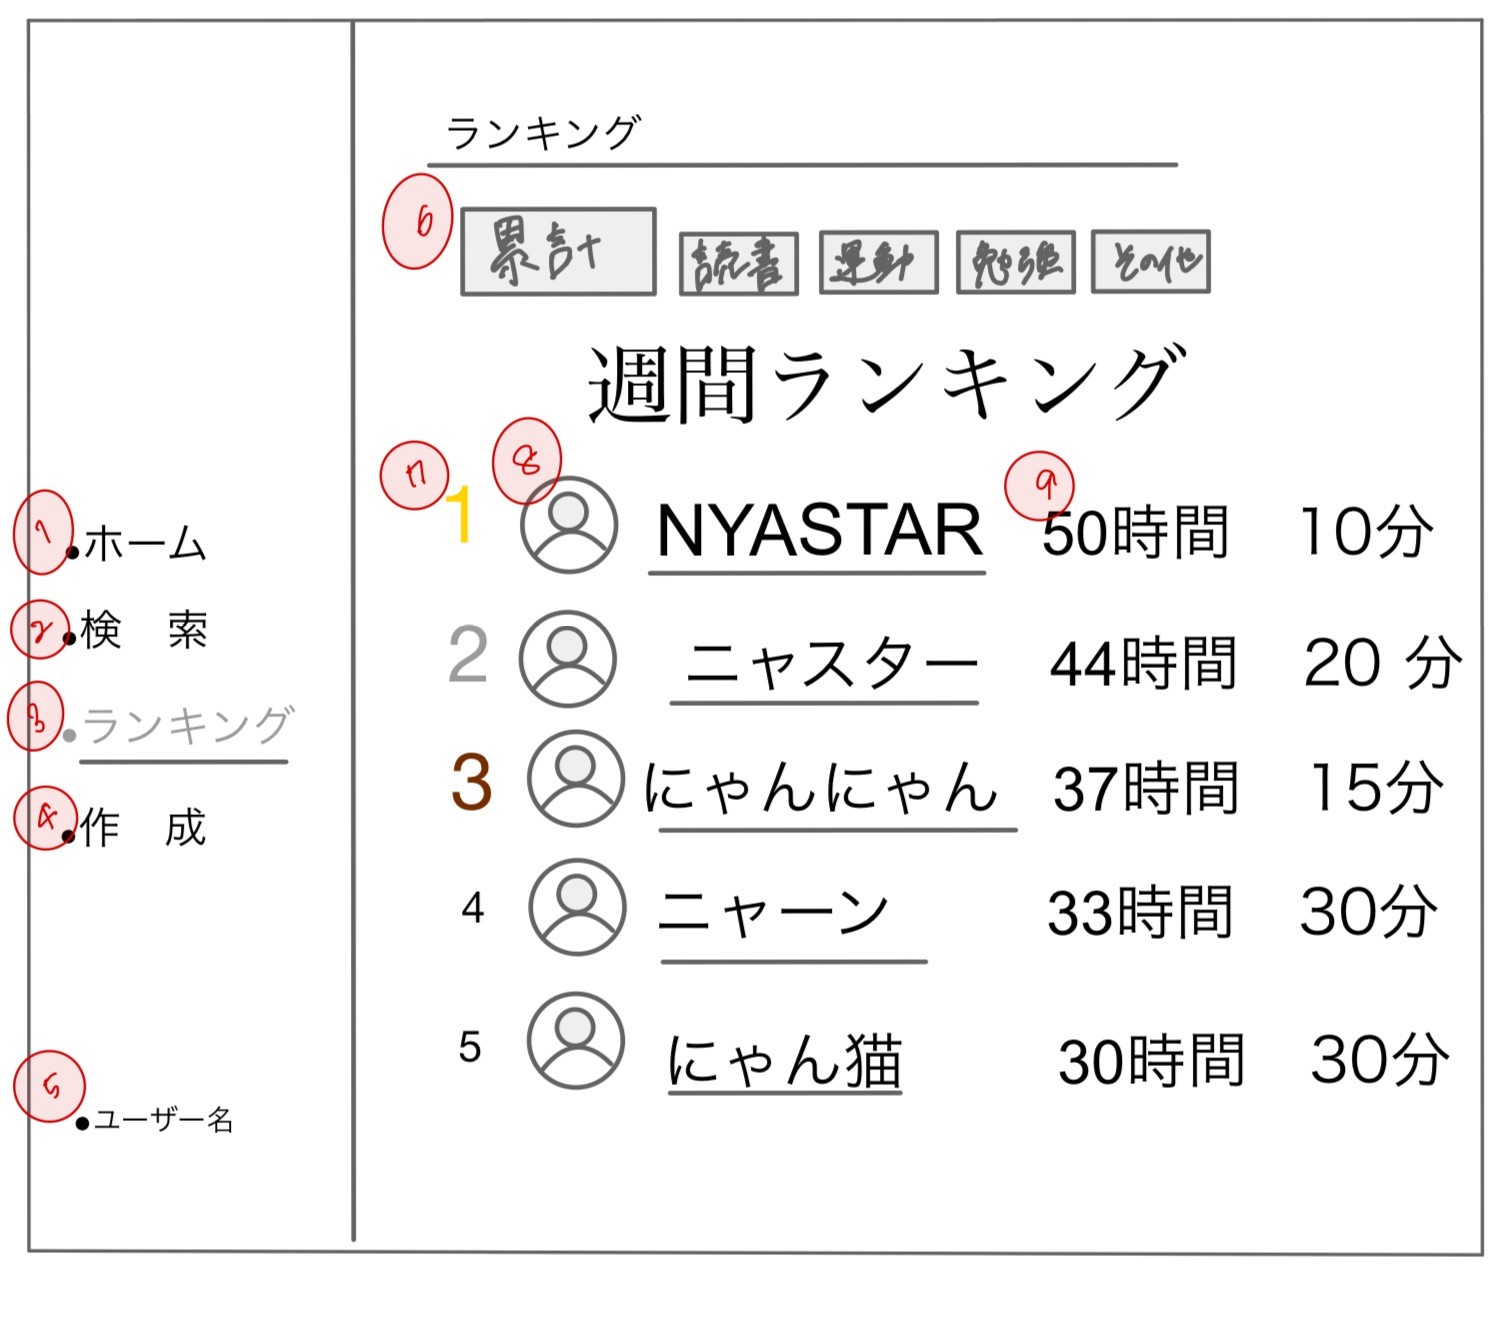 ランキング
6
累計 読書 運動 勉強 その他
週間ランキング
7 8 9
1 NYASTAR 50時間 10分
2 ニャスター 44時間 20 分
3 にゃんにゃん 37時間 15分
4 ニャーン 33時間 30分
5 にゃん猫 30時間 30分
1 •ホーム
2 •検 索
3 •ランキング
4 •作 成
5 •ユーザー名